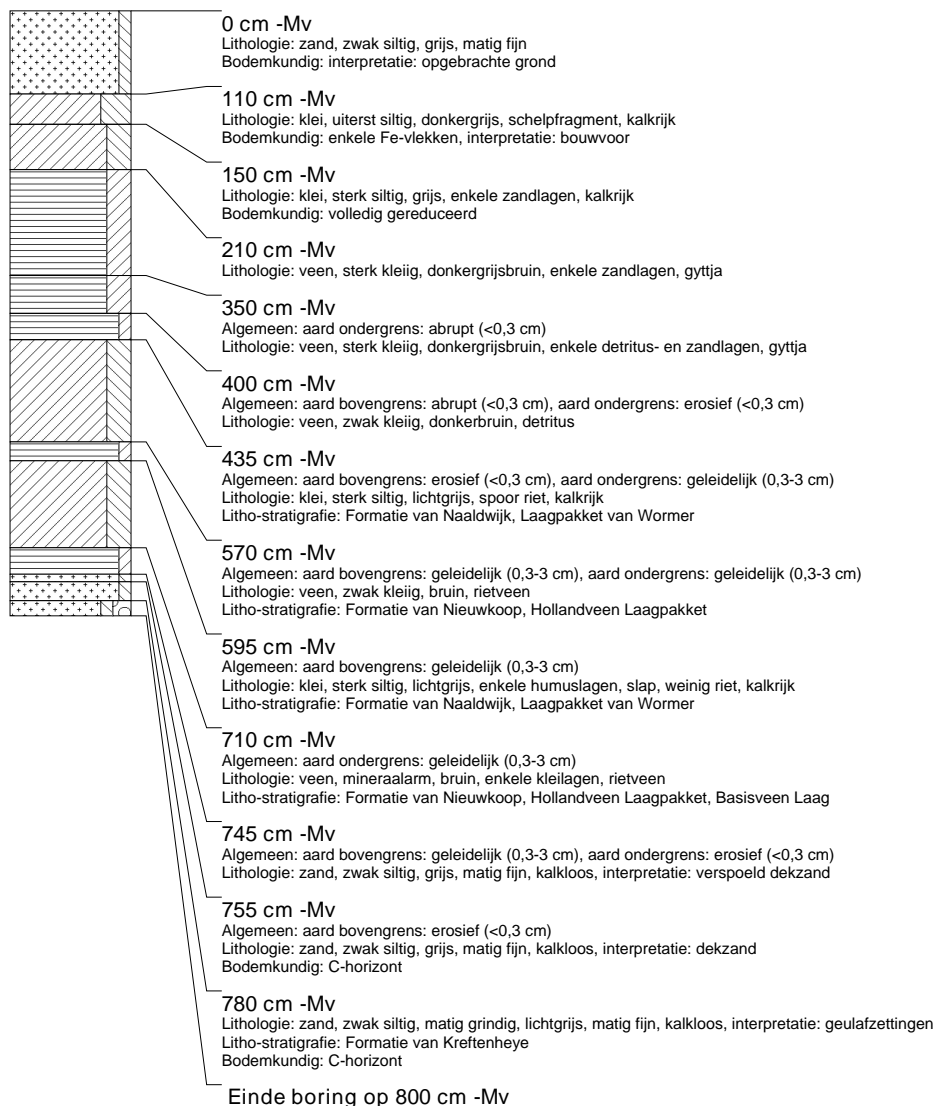 0 cm -Mv
Lithologie: zand, zwak siltig, grijs, matig fijn
Bodemkundig: interpretatie: opgebrachte grond
110 cm -Mv
Lithologie: klei, uiterst siltig, donkergrijs, schelpfragment, kalkrijk
Bodemkundig: enkele Fe-vlekken, interpretatie: bouwvoor
150 cm -Mv
Lithologie: klei, sterk siltig, grijs, enkele zandlagen, kalkrijk
Bodemkundig: volledig gereduceerd
210 cm -Mv
Lithologie: veen, sterk kleiig, donkergrijsbruin, enkele zandlagen, gyttja
350 cm -Mv
Algemeen: aard ondergrens: abrupt (<0,3 cm)
Lithologie: veen, sterk kleiig, donkergrijsbruin, enkele detritus- en zandlagen, gyttja
400 cm -Mv
Algemeen: aard bovengrens: abrupt (<0,3 cm), aard ondergrens: erosief (<0,3 cm)
Lithologie: veen, zwak kleiig, donkerbruin, detritus
435 cm -Mv
Algemeen: aard bovengrens: erosief (<0,3 cm), aard ondergrens: geleidelijk (0,3-3 cm)
Lithologie: klei, sterk siltig, lichtgrijs, spoor riet, kalkrijk
Litho-stratigrafie: Formatie van Naaldwijk, Laagpakket van Wormer
570 cm -Mv
Algemeen: aard bovengrens: geleidelijk (0,3-3 cm), aard ondergrens: geleidelijk (0,3-3 cm)
Lithologie: veen, zwak kleiig, bruin, rietveen
Litho-stratigrafie: Formatie van Nieuwkoop, Hollandveen Laagpakket
595 cm -Mv
Algemeen: aard bovengrens: geleidelijk (0,3-3 cm)
Lithologie: klei, sterk siltig, lichtgrijs, enkele humuslagen, slap, weinig riet, kalkrijk
Litho-stratigrafie: Formatie van Naaldwijk, Laagpakket van Wormer
710 cm -Mv
Algemeen: aard ondergrens: geleidelijk (0,3-3 cm)
Lithologie: veen, mineraalarm, bruin, enkele kleilagen, rietveen
Litho-stratigrafie: Formatie van Nieuwkoop, Hollandveen Laagpakket, Basisveen Laag
745 cm -Mv
Algemeen: aard bovengrens: geleidelijk (0,3-3 cm), aard ondergrens: erosief (<0,3 cm)
Lithologie: zand, zwak siltig, grijs, matig fijn, kalkloos, interpretatie: verspoeld dekzand
755 cm -Mv
Algemeen: aard bovengrens: erosief (<0,3 cm)
Lithologie: zand, zwak siltig, grijs, matig fijn, kalkloos, interpretatie: dekzand
Bodemkundig: C-horizont
780 cm -Mv
Lithologie: zand, zwak siltig, matig grindig, lichtgrijs, matig fijn, kalkloos, interpretatie: geulafzettingen
Litho-stratigrafie: Formatie van Kreftenheye
Bodemkundig: C-horizont
Einde boring op 800 cm -Mv